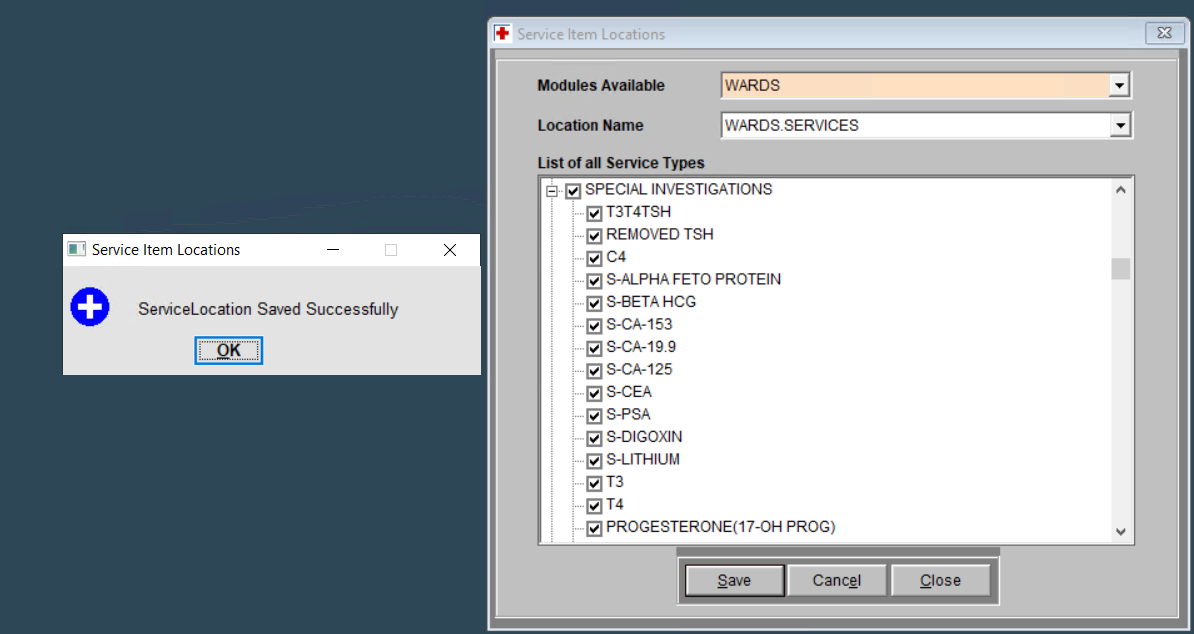 Service Item Locations
Modules Available
WARDS
Location Name
WARDS.SERVICES
List of all Service Types
SPECIAL INVESTIGATIONS
T3T4TSH
REMOVED TSH
C4
S-ALPHA FETO PROTEIN
S-BETA HCG
S-CA-153
S-CA-19.9
S-CA-125
S-CEA
S-PSA
S-DIGOXIN
S-LITHIUM
T3
T4
PROGESTERONE(17-OH PROG)
Save Cancel Close
Service Item Locations
ServiceLocation Saved Successfully
OK